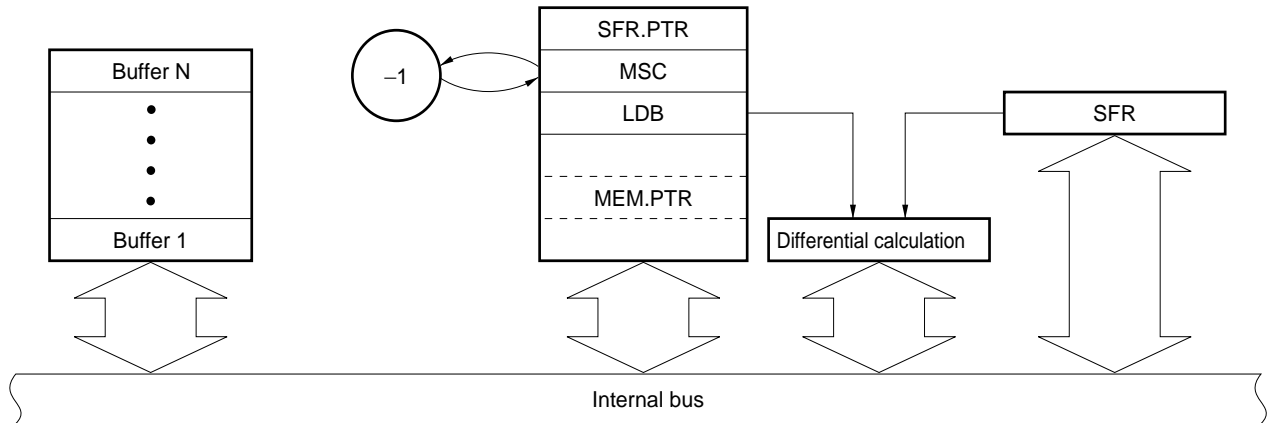 SFR.PTR
Buffer N
–1
MSC
LDB
SFR
MEM.PTR
Buffer 1
Differential calculation
Internal bus